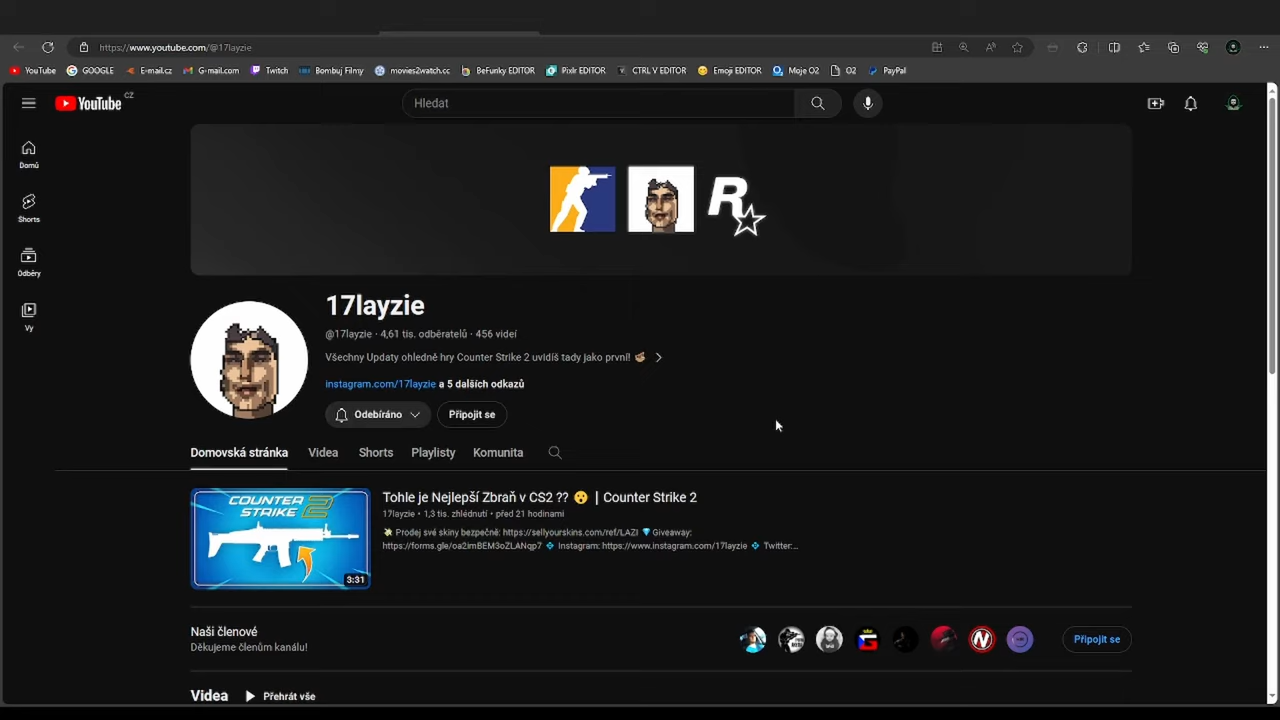 https://www.youtube.com/@17layzie
YouTube
GOOGLE
E-mail.cz
G-mail.com
Twitch
Bombuj Filmy
movies2watch.cc
BeFunky EDITOR
Pixlr EDITOR
CTRL V EDITOR
Emoji EDITOR
Moje O2
O2
PayPal
YouTube CZ
Hledat
Domů
Shorts
Odběry
Vy
R
17layzie
@17layzie · 4,61 tis. odběratelů · 456 videí
Všechny Updaty ohledně hry Counter Strike 2 uvidíš tady jako první!
instagram.com/17layzie a 5 dalších odkazů
Odebíráno
Připojit se
Domovská stránka
Videa
Shorts
Playlisty
Komunita
COUNTER
STRIKE 2
3:31
Tohle je Nejlepší Zbraň v CS2 ?? 😮 | Counter Strike 2
17layzie · 1,3 tis. zhlédnutí · před 21 hodinami
Prodej své skiny bezpečně: https://sellyourskins.com/ref/LAZI 💎 Giveaway:
https://forms.gle/oa2imBEM3oZLANqp7 💠 Instagram: https://www.instagram.com/17layzie 💠 Twitter:...
Naši členové
Děkujeme členům kanálu!
Připojit se
Videa
Přehrát vše